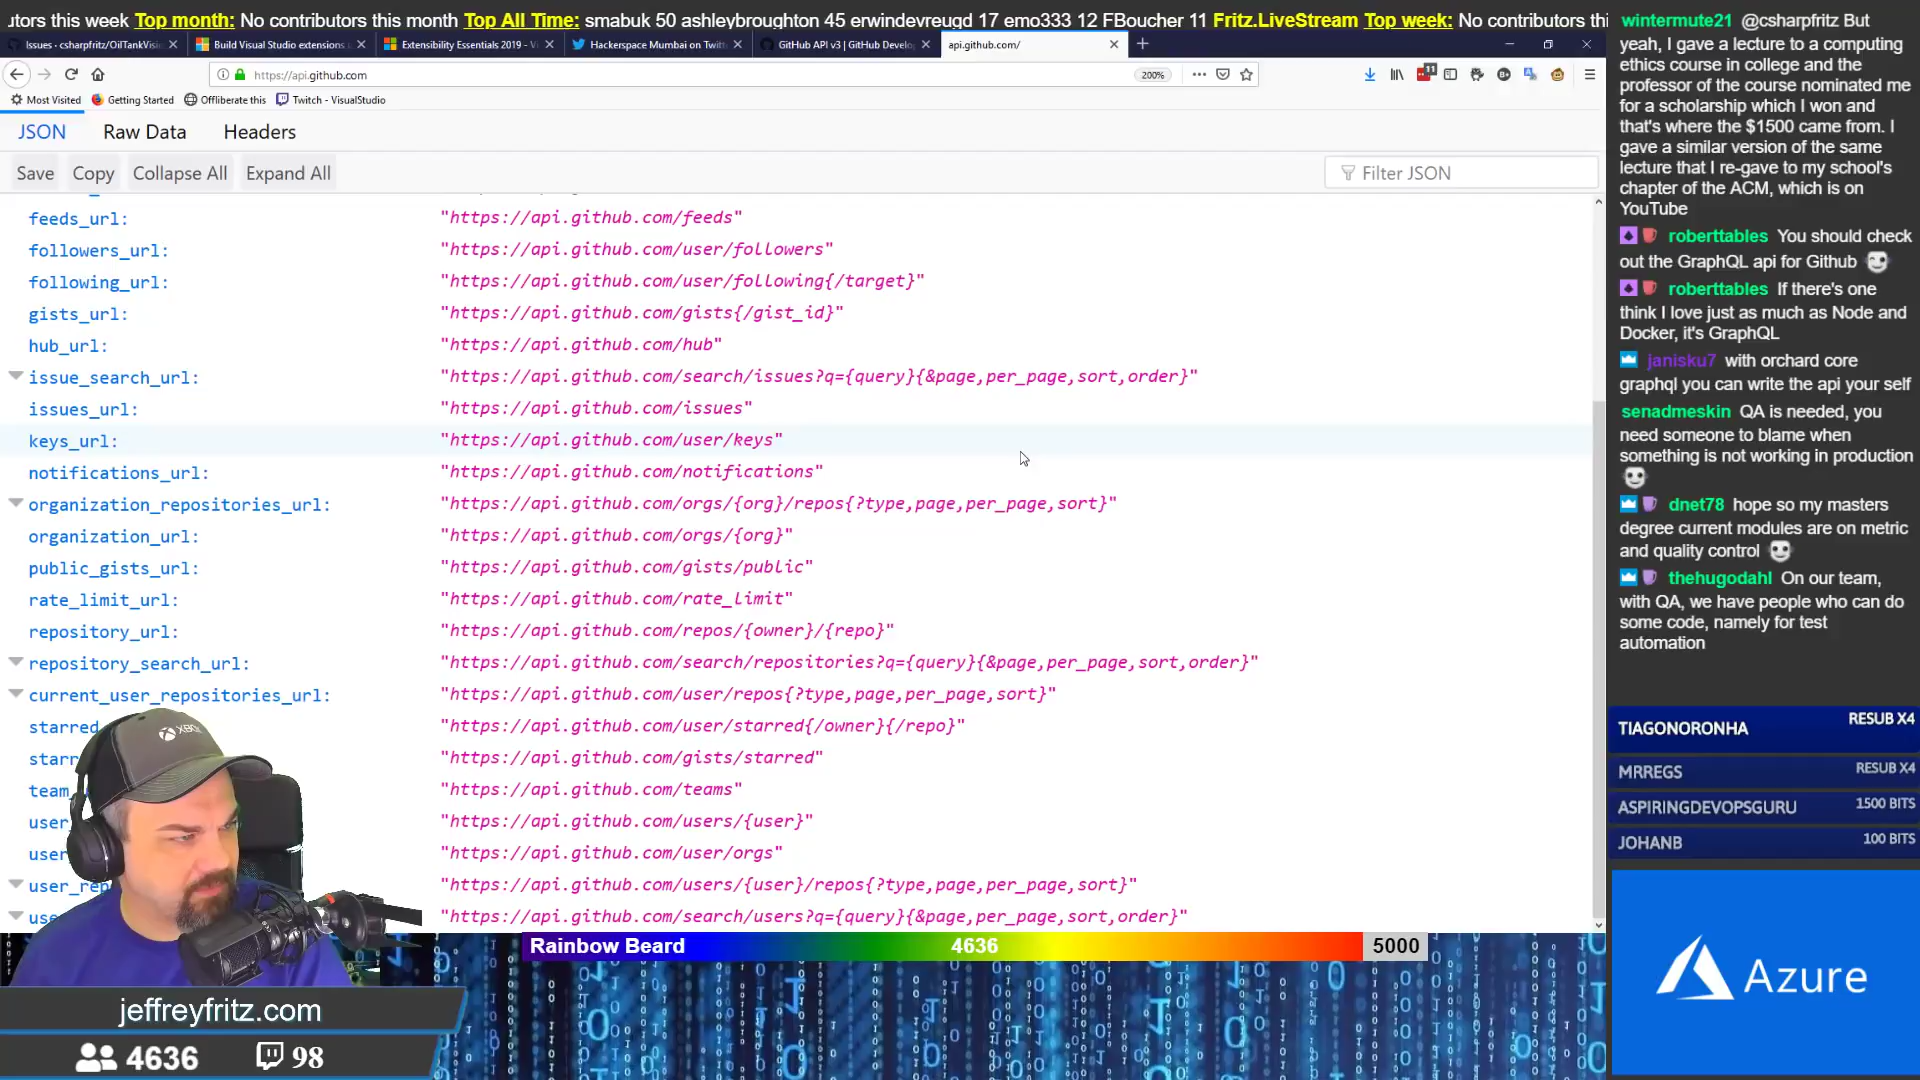 utors this week Top month: No contributors this month Top All Time: smabuk 50 ashleybroughton 45 erwindevreugd 17 emo333 12 FBoucher 11 Fritz.LiveStream Top week: No contributors thi
Issues · csharpfritz/OilTankVisi
Build Visual Studio extensions u
Extensibility Essentials 2019 - V
Hackerspace Mumbai on Twitt
GitHub API v3 | GitHub Develo
api.github.com/
https://api.github.com
200%
11
Most Visited
Getting Started
Offliberate this
Twitch - VisualStudio
JSON
Raw Data
Headers
Save
Copy
Collapse All
Expand All
Filter JSON
feeds_url: "https://api.github.com/feeds"
followers_url: "https://api.github.com/user/followers"
following_url: "https://api.github.com/user/following{/target}"
gists_url: "https://api.github.com/gists{/gist_id}"
hub_url: "https://api.github.com/hub"
issue_search_url: "https://api.github.com/search/issues?q={query}{&page,per_page,sort,order}"
issues_url: "https://api.github.com/issues"
keys_url: "https://api.github.com/user/keys"
notifications_url: "https://api.github.com/notifications"
organization_repositories_url: "https://api.github.com/orgs/{org}/repos{?type,page,per_page,sort}"
organization_url: "https://api.github.com/orgs/{org}"
public_gists_url: "https://api.github.com/gists/public"
rate_limit_url: "https://api.github.com/rate_limit"
repository_url: "https://api.github.com/repos/{owner}/{repo}"
repository_search_url: "https://api.github.com/search/repositories?q={query}{&page,per_page,sort,order}"
current_user_repositories_url: "https://api.github.com/user/repos{?type,page,per_page,sort}"
starred "https://api.github.com/user/starred{/owner}{/repo}"
starr "https://api.github.com/gists/starred"
team_ "https://api.github.com/teams"
user_ "https://api.github.com/users/{user}"
user "https://api.github.com/user/orgs"
user_rep "https://api.github.com/users/{user}/repos{?type,page,per_page,sort}"
use "https://api.github.com/search/users?q={query}{&page,per_page,sort,order}"
XBOX
Rainbow Beard 4636 5000
jeffreyfritz.com
4636 98
wintermute21 @csharpfritz But
yeah, I gave a lecture to a computing
ethics course in college and the
professor of the course nominated me
for a scholarship which I won and
that's where the $1500 came from. I
gave a similar version of the same
lecture that I re-gave to my school's
chapter of the ACM, which is on
YouTube
roberttables You should check
out the GraphQL api for Github
roberttables If there's one
think I love just as much as Node and
Docker, it's GraphQL
janisku7 with orchard core
graphql you can write the api your self
senadmeskin QA is needed, you
need someone to blame when
something is not working in production
dnet78 hope so my masters
degree current modules are on metric
and quality control
thehugodahl On our team,
with QA, we have people who can do
some code, namely for test
automation
TIAGONORONHA RESUB X4
MRREGS RESUB X4
ASPIRINGDEVOPSGURU 1500 BITS
JOHANB 100 BITS
Azure